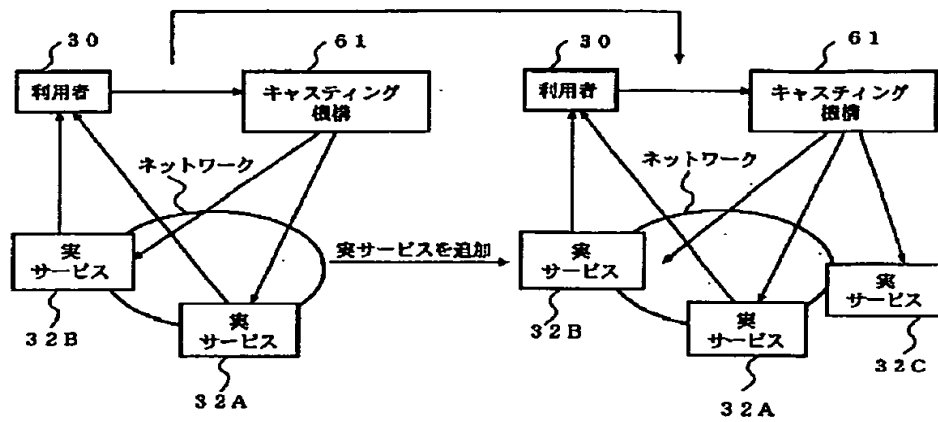 30
61
利用者
キャスティング
機構
ネットワーク
実
サービス
32B
実
サービス
32A
実サービスを追加
30
61
利用者
キャスティング
機構
ネットワーク
実
サービス
32B
実
サービス
32A
実
サービス
32C